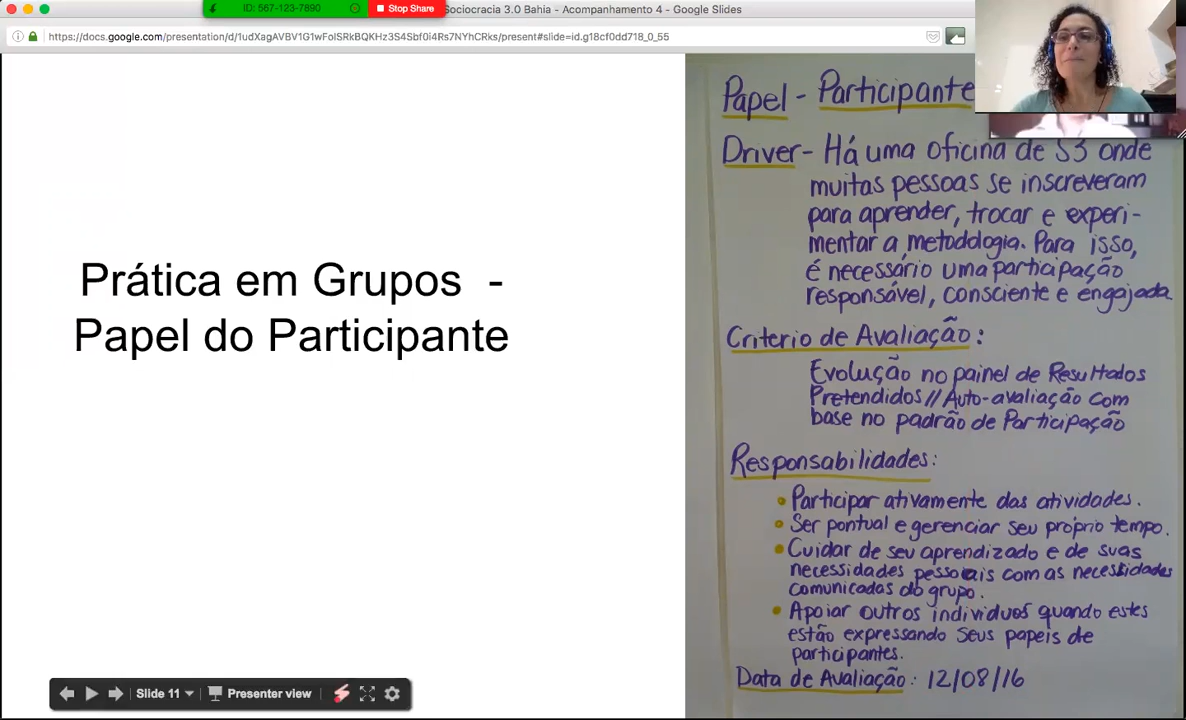 ID: 567-123-7890
Stop Share
Sociocracia 3.0 Bahia - Acompanhamento 4 - Google Slides
https://docs.google.com/presentation/d/1udXagAVBV1G1wFolSRkBQKHz3S4Sbf0i4Rs7NYhCRks/present#slide=id.g18cf0dd718_0_55
Prática em Grupos -
Papel do Participante
Papel - Participante
Driver - Há uma oficina de S3 onde
muitas pessoas se inscreveram
para aprender, trocar e experi-
mentar a metodologia. Para isso,
é necessário uma participação
responsável, consciente e engajada.
Criterio de Avaliação:
Evolução no painel de Resultados
Pretendidos // Auto-avaliação com
base no padrão de Participação
Responsabilidades:
• Participar ativamente das atividades.
• Ser pontual e gerenciar seu próprio tempo.
• Cuidar de seu aprendizado e de suas
necessidades pessoais com as necessidades
comunicadas do grupo.
• Apoiar outros individuos quando estes
estão expressando seus papeis de
participantes.
Data de Avaliação: 12/08/16
Slide 11
Presenter view